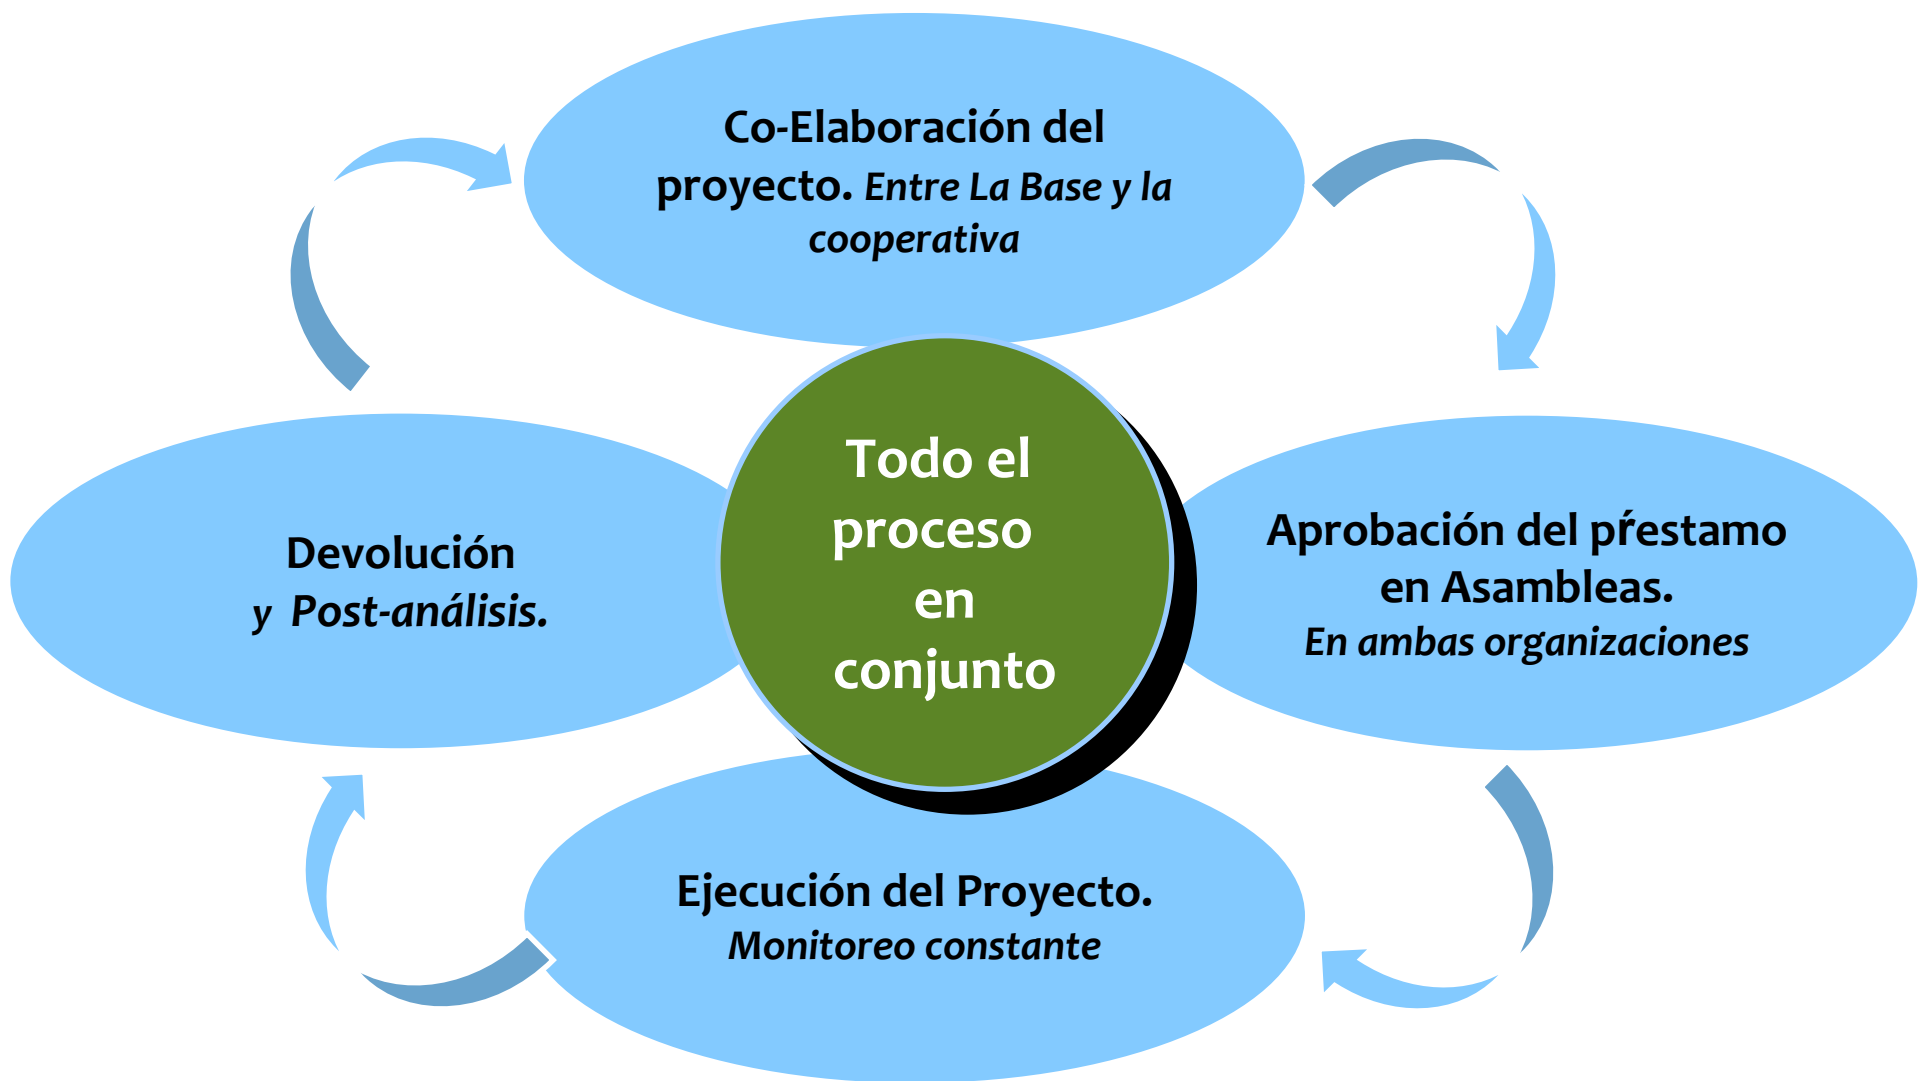 Co-Elaboración del
proyecto. Entre La Base y la
cooperativa
Todo el
proceso
en
conjunto
Aprobación del pŕestamo
en Asambleas.
En ambas organizaciones
Ejecución del Proyecto.
Monitoreo constante
Devolución
y Post-análisis.